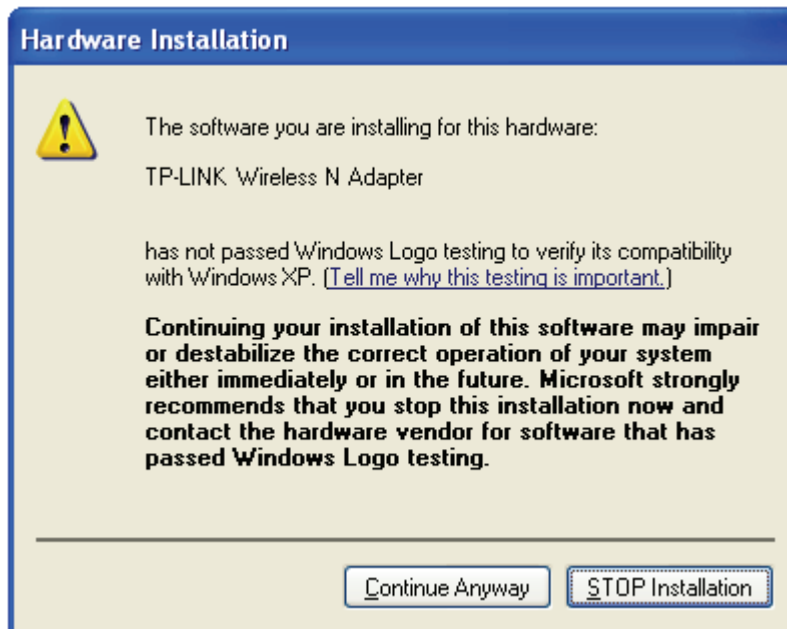 Hardware Installation
The software you are installing for this hardware:
TP-LINK Wireless N Adapter
has not passed Windows Logo testing to verify its compatibility
with Windows XP. (Tell me why this testing is important.)
Continuing your installation of this software may impair
or destabilize the correct operation of your system
either immediately or in the future. Microsoft strongly
recommends that you stop this installation now and
contact the hardware vendor for software that has
passed Windows Logo testing.
Continue Anyway
STOP Installation